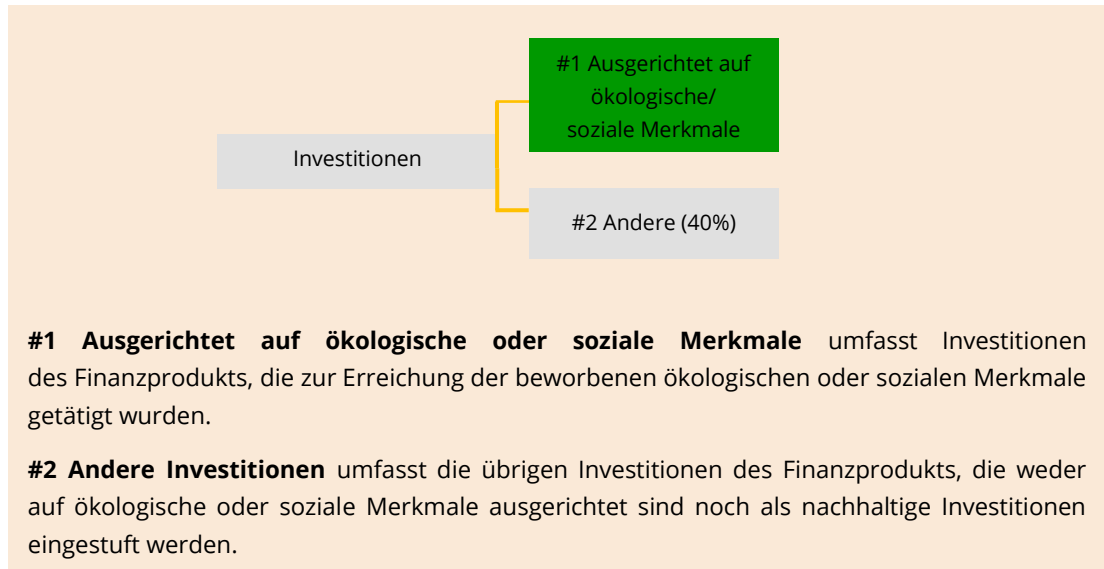 #1 Ausgerichtet auf
ökologische/
soziale Merkmale
Investitionen
#2 Andere (40%)
#1 Ausgerichtet auf ökologische oder soziale Merkmale umfasst Investitionen
des Finanzprodukts, die zur Erreichung der beworbenen ökologischen oder sozialen Merkmale
getätigt wurden.
#2 Andere Investitionen umfasst die übrigen Investitionen des Finanzprodukts, die weder
auf ökologische oder soziale Merkmale ausgerichtet sind noch als nachhaltige Investitionen
eingestuft werden.